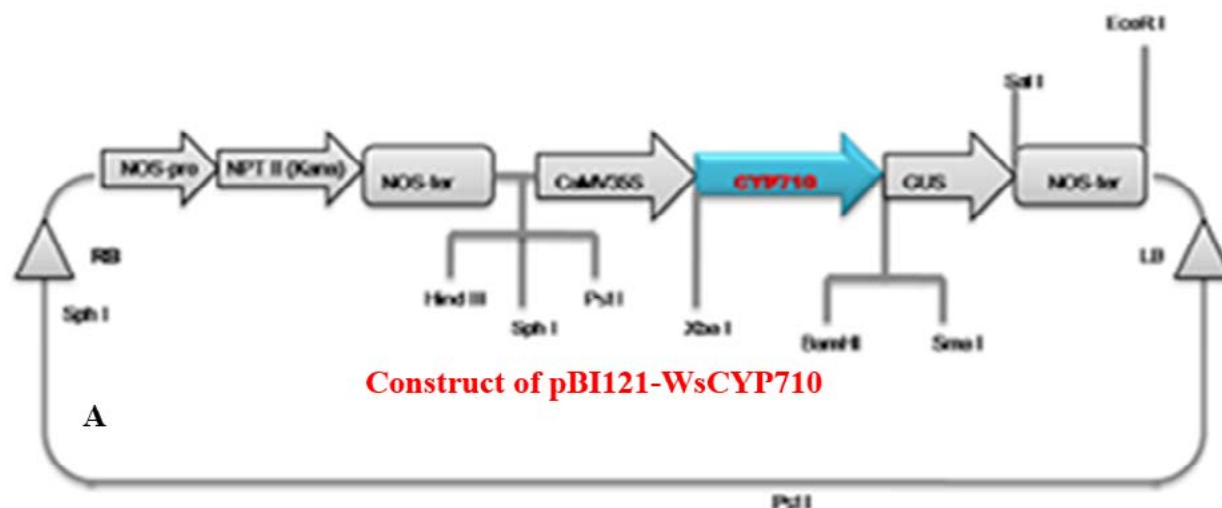 EcoR I
Sal I
NOS-pro
NPT II (Kana)
NOS-ter
CaMV35S
CYP710
GUS
NOS-ter
RB
LB
Hind III
Pst I
Sph I
Sph I
Xba I
BamHI
Sma I
Construct of pBI121-WsCYP710
A
Pst I